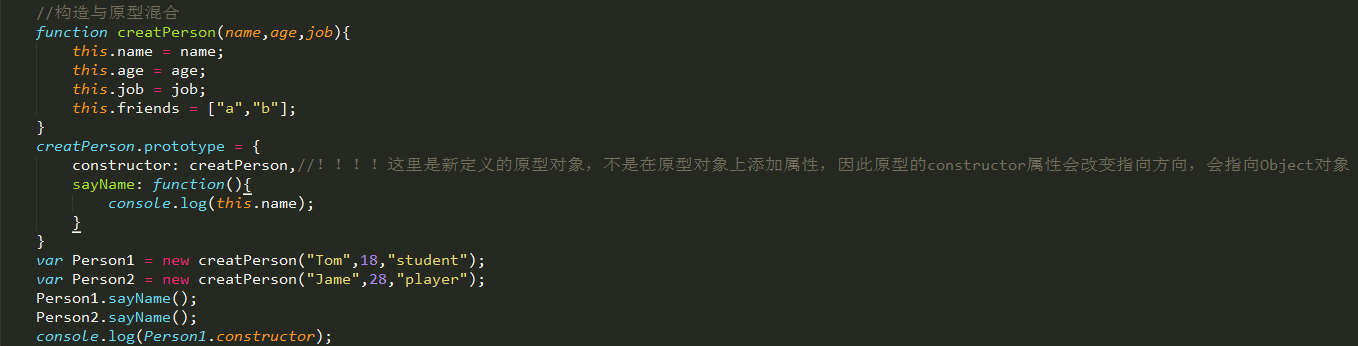 //构造与原型混合
function creatPerson(name,age,job){
    this.name = name;
    this.age = age;
    this.job = job;
    this.friends = ["a","b"];
}
creatPerson.prototype = {
    constructor: creatPerson,//！！！！这里是新定义的原型对象，不是在原型对象上添加属性，因此原型的constructor属性会改变指向方向，会指向Object对象
    sayName: function(){
        console.log(this.name);
    }
}
var Person1 = new creatPerson("Tom",18,"student");
var Person2 = new creatPerson("Jame",28,"player");
Person1.sayName();
Person2.sayName();
console.log(Person1.constructor);